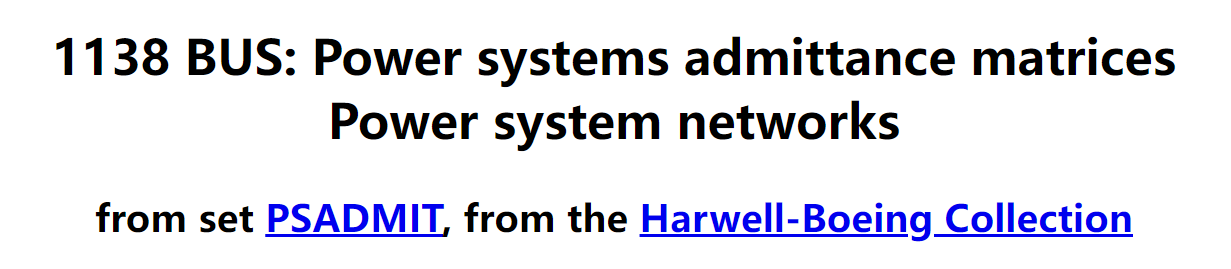 1138 BUS: Power systems admittance matrices
Power system networks
from set PSADMIT, from the Harwell-Boeing Collection